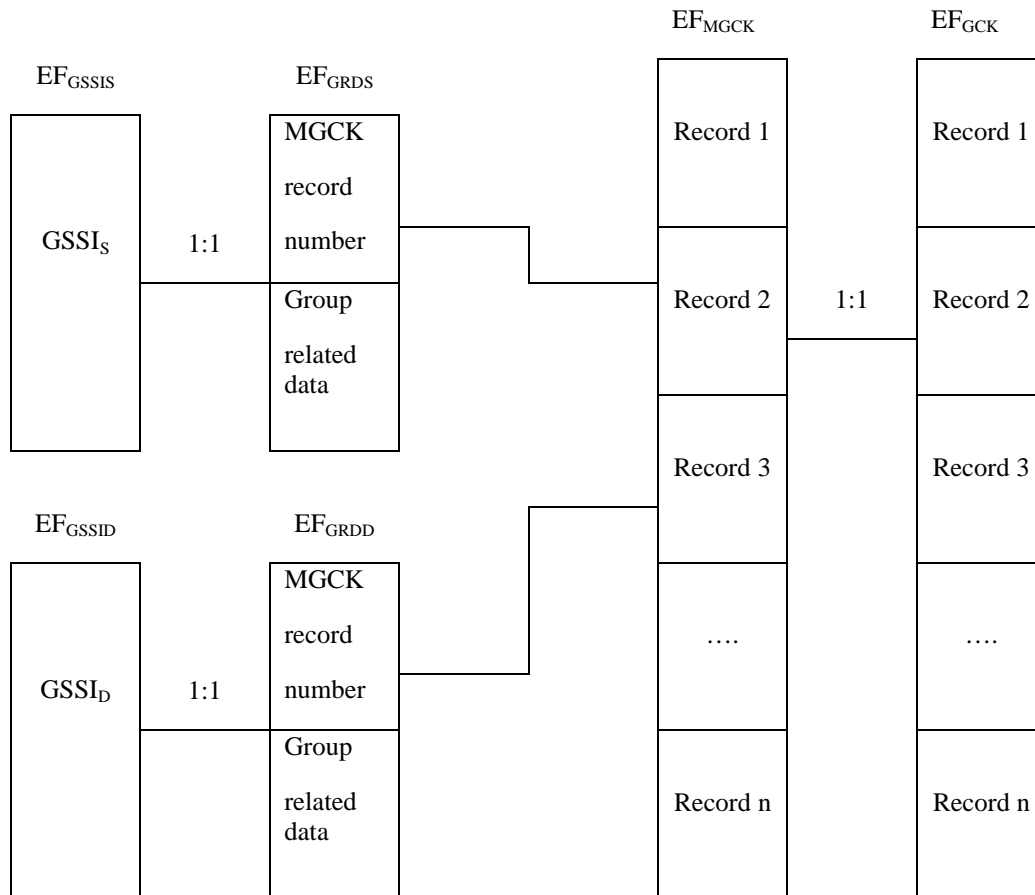 EF_MGCK
EF_GCK
EF_GSSIS
EF_GRDS
GSSI_S
1:1
MGCK
record
number
Group
related
data
Record 1
Record 2
Record 3
….
Record n
1:1
Record 1
Record 2
Record 3
….
Record n
EF_GSSID
EF_GRDD
GSSI_D
1:1
MGCK
record
number
Group
related
data